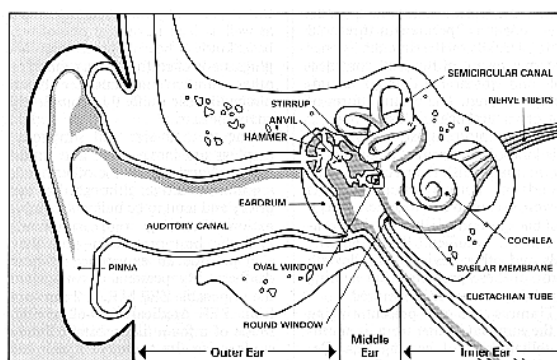 SEMICIRCULAR CANAL
STIRRUP
NERVE FIBERS
ANVIL
HAMMER
EARDRUM
AUDITORY CANAL
COCHLEA
PINNA
OVAL WINDOW
BASILAR MEMBRANE
EUSTACHIAN TUBE
ROUND WINDOW
Outer Ear
Middle
Ear
Inner Ear